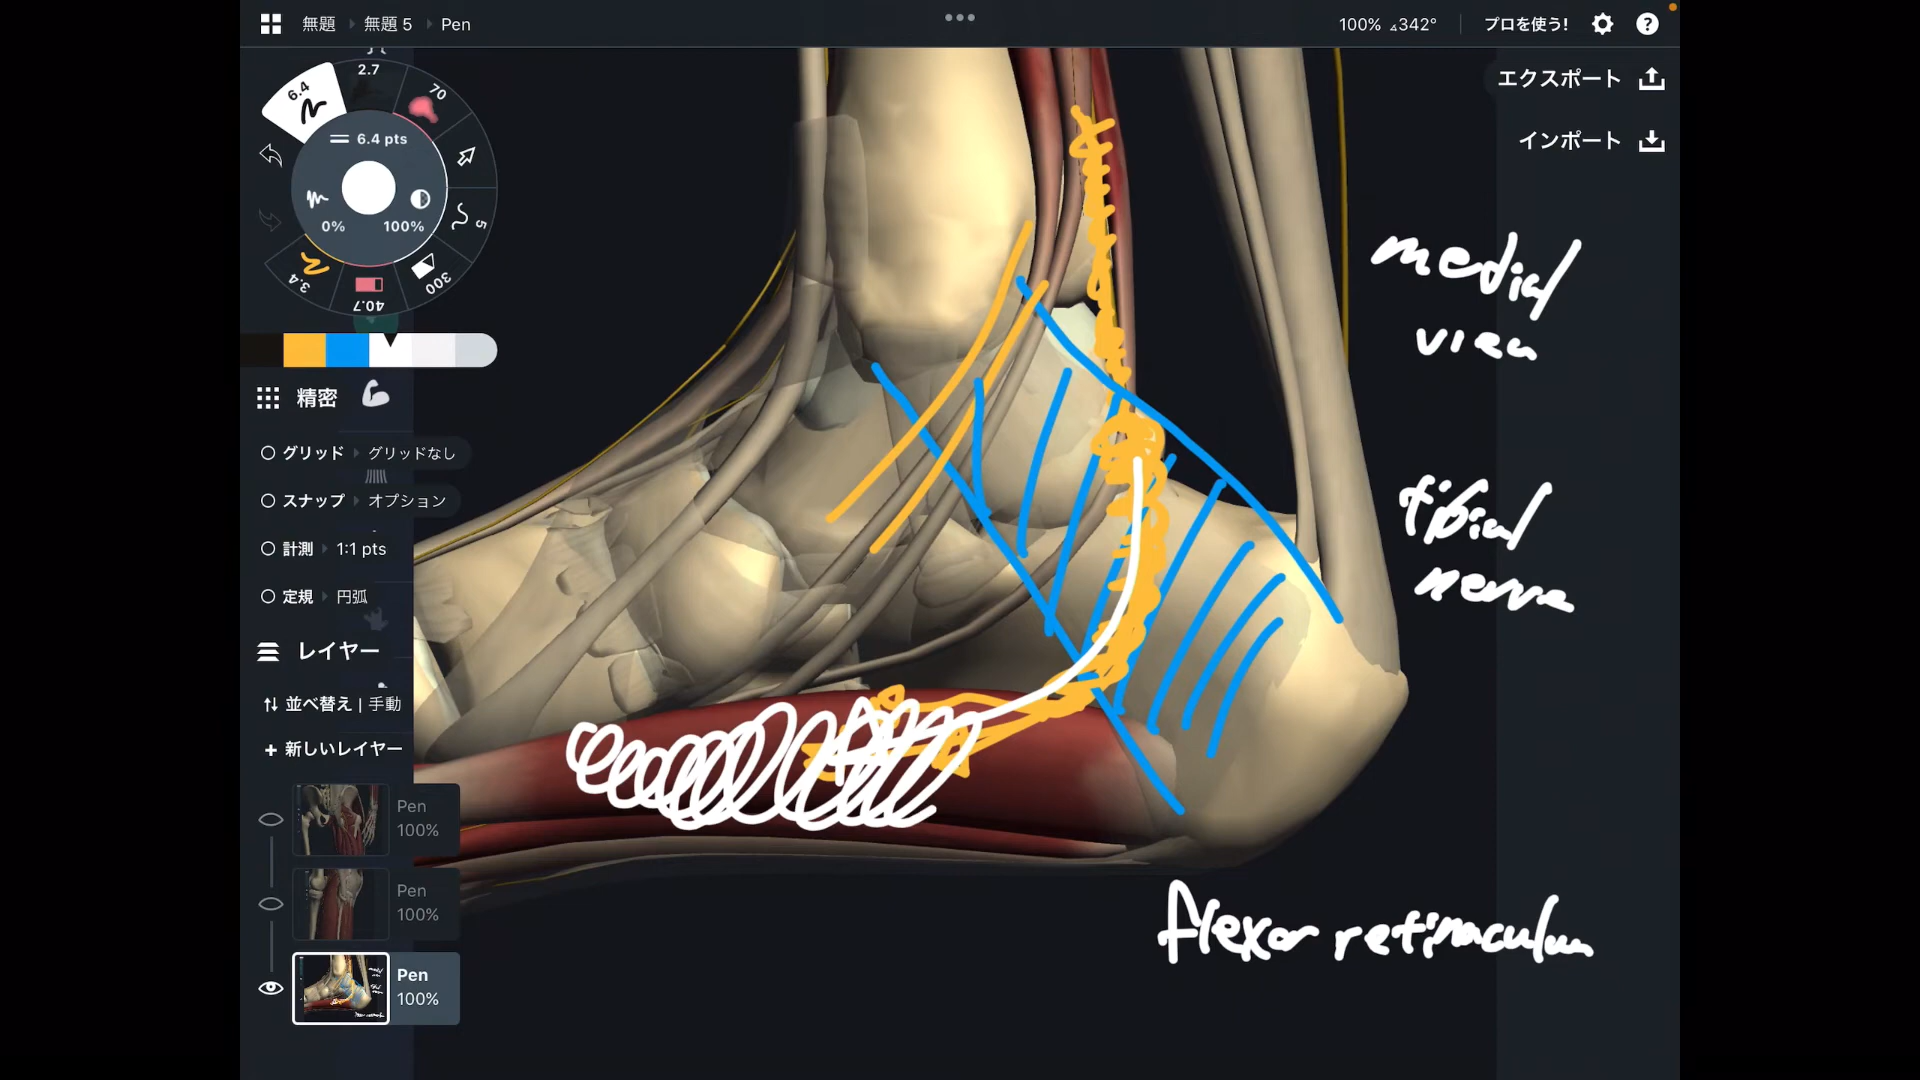 無題 無題 5 Pen
100% 342°
プロを使う!
エクスポート
インポート
2.7
6.4
70
6.4 pts
0% 100%
5
3.4
40.7
300
精密
グリッド グリッドなし
スナップ オプション
計測 1:1 pts
定規 円弧
レイヤー
並べ替え | 手動
+ 新しいレイヤー
Pen
100%
Pen
100%
Pen
100%
medial
view
tibial
nerve
flexor retinaculum